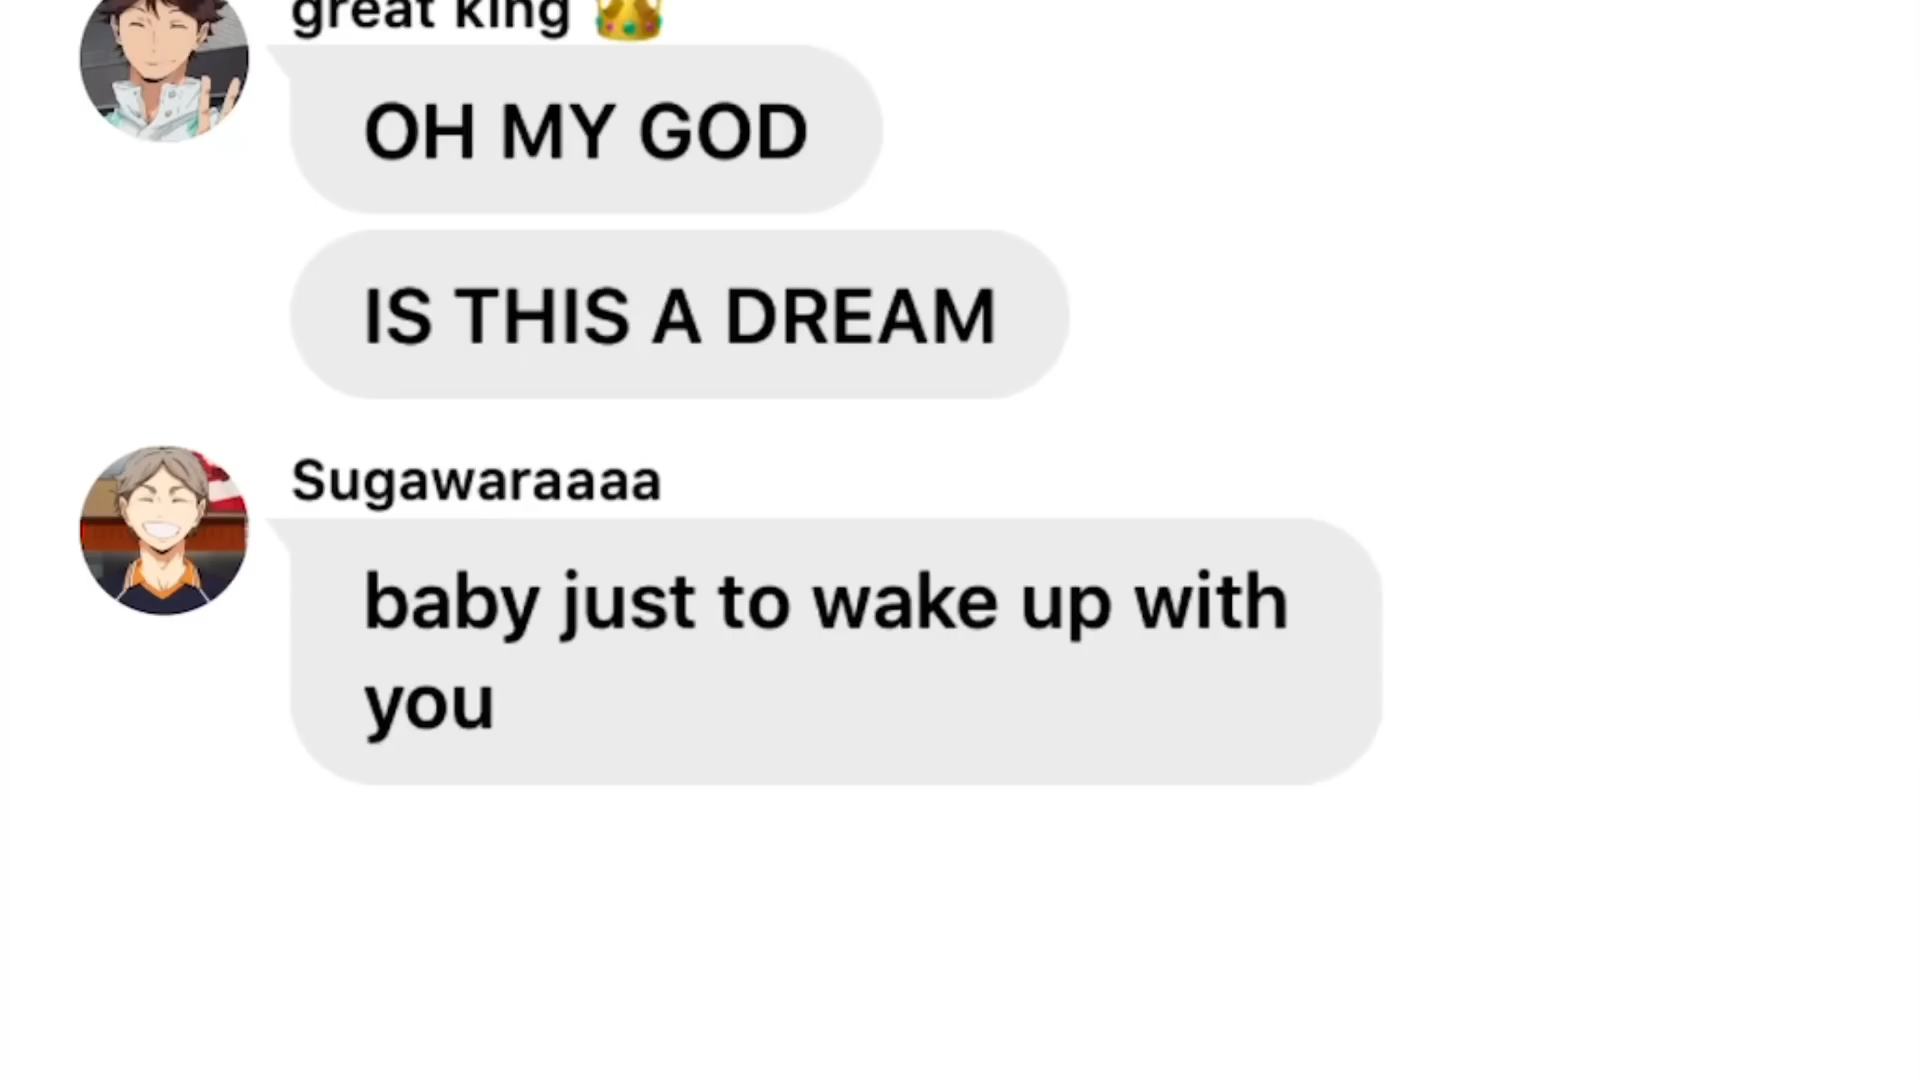 great king 👑
OH MY GOD
IS THIS A DREAM
Sugawaraaaa
baby just to wake up with
you